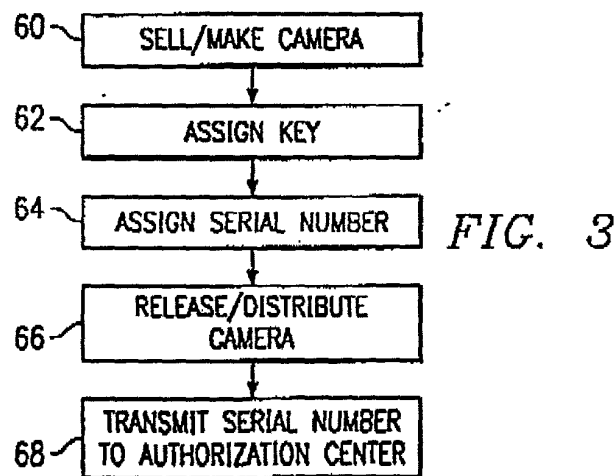 60 SELL/MAKE CAMERA
62 ASSIGN KEY
64 ASSIGN SERIAL NUMBER
FIG. 3
66 RELEASE/DISTRIBUTE
CAMERA
68 TRANSMIT SERIAL NUMBER
TO AUTHORIZATION CENTER